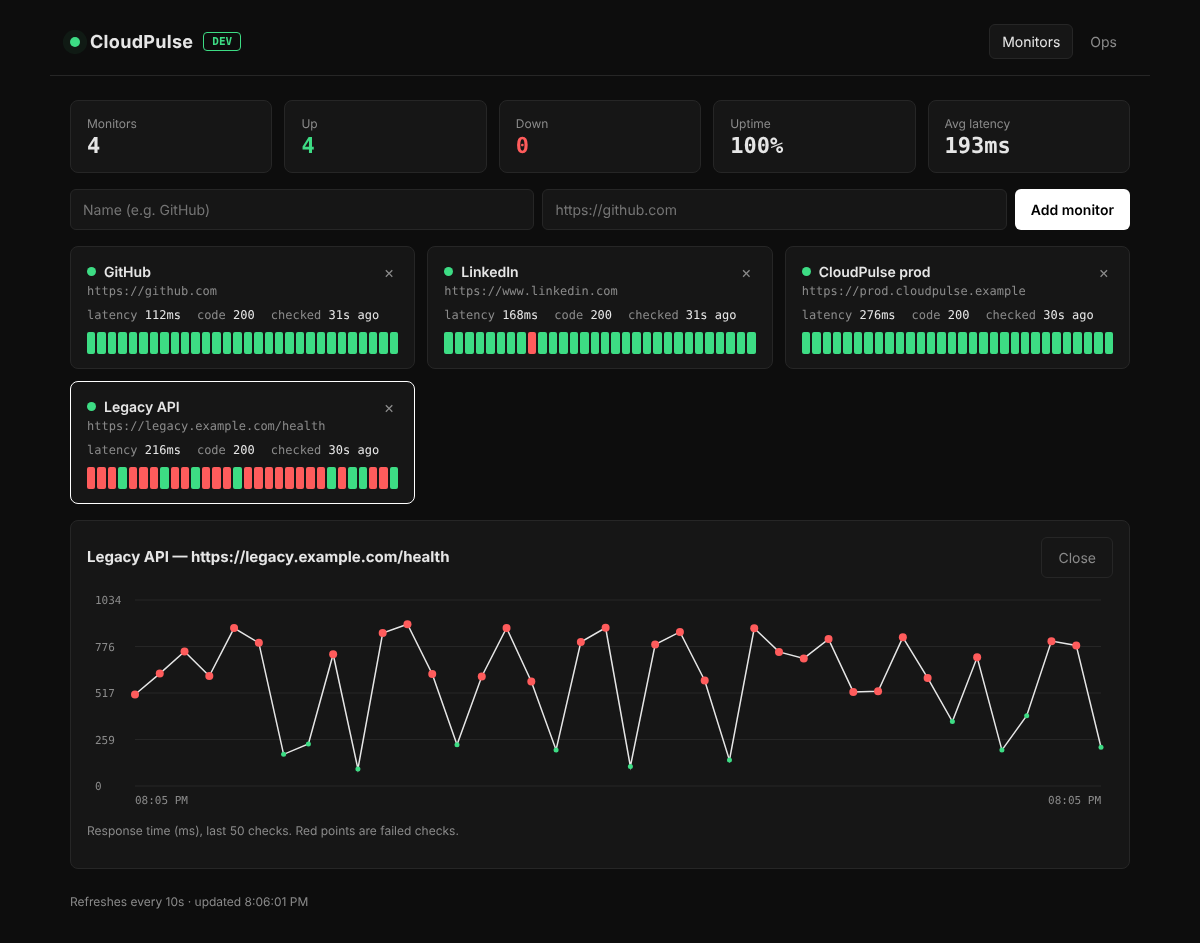 CloudPulse DEV Monitors Ops
Monitors Up Down Uptime Avg latency
4 4 0 100% 193ms
Name (e.g. GitHub) https://github.com Add monitor
GitHub × LinkedIn × CloudPulse prod ×
https://github.com https://www.linkedin.com https://prod.cloudpulse.example
latency 112ms code 200 checked 31s ago latency 168ms code 200 checked 31s ago latency 276ms code 200 checked 30s ago
Legacy API ×
https://legacy.example.com/health
latency 216ms code 200 checked 30s ago
Legacy API — https://legacy.example.com/health Close
1034
776
517
259
0
08:05 PM 08:05 PM
Response time (ms), last 50 checks. Red points are failed checks.
Refreshes every 10s · updated 8:06:01 PM